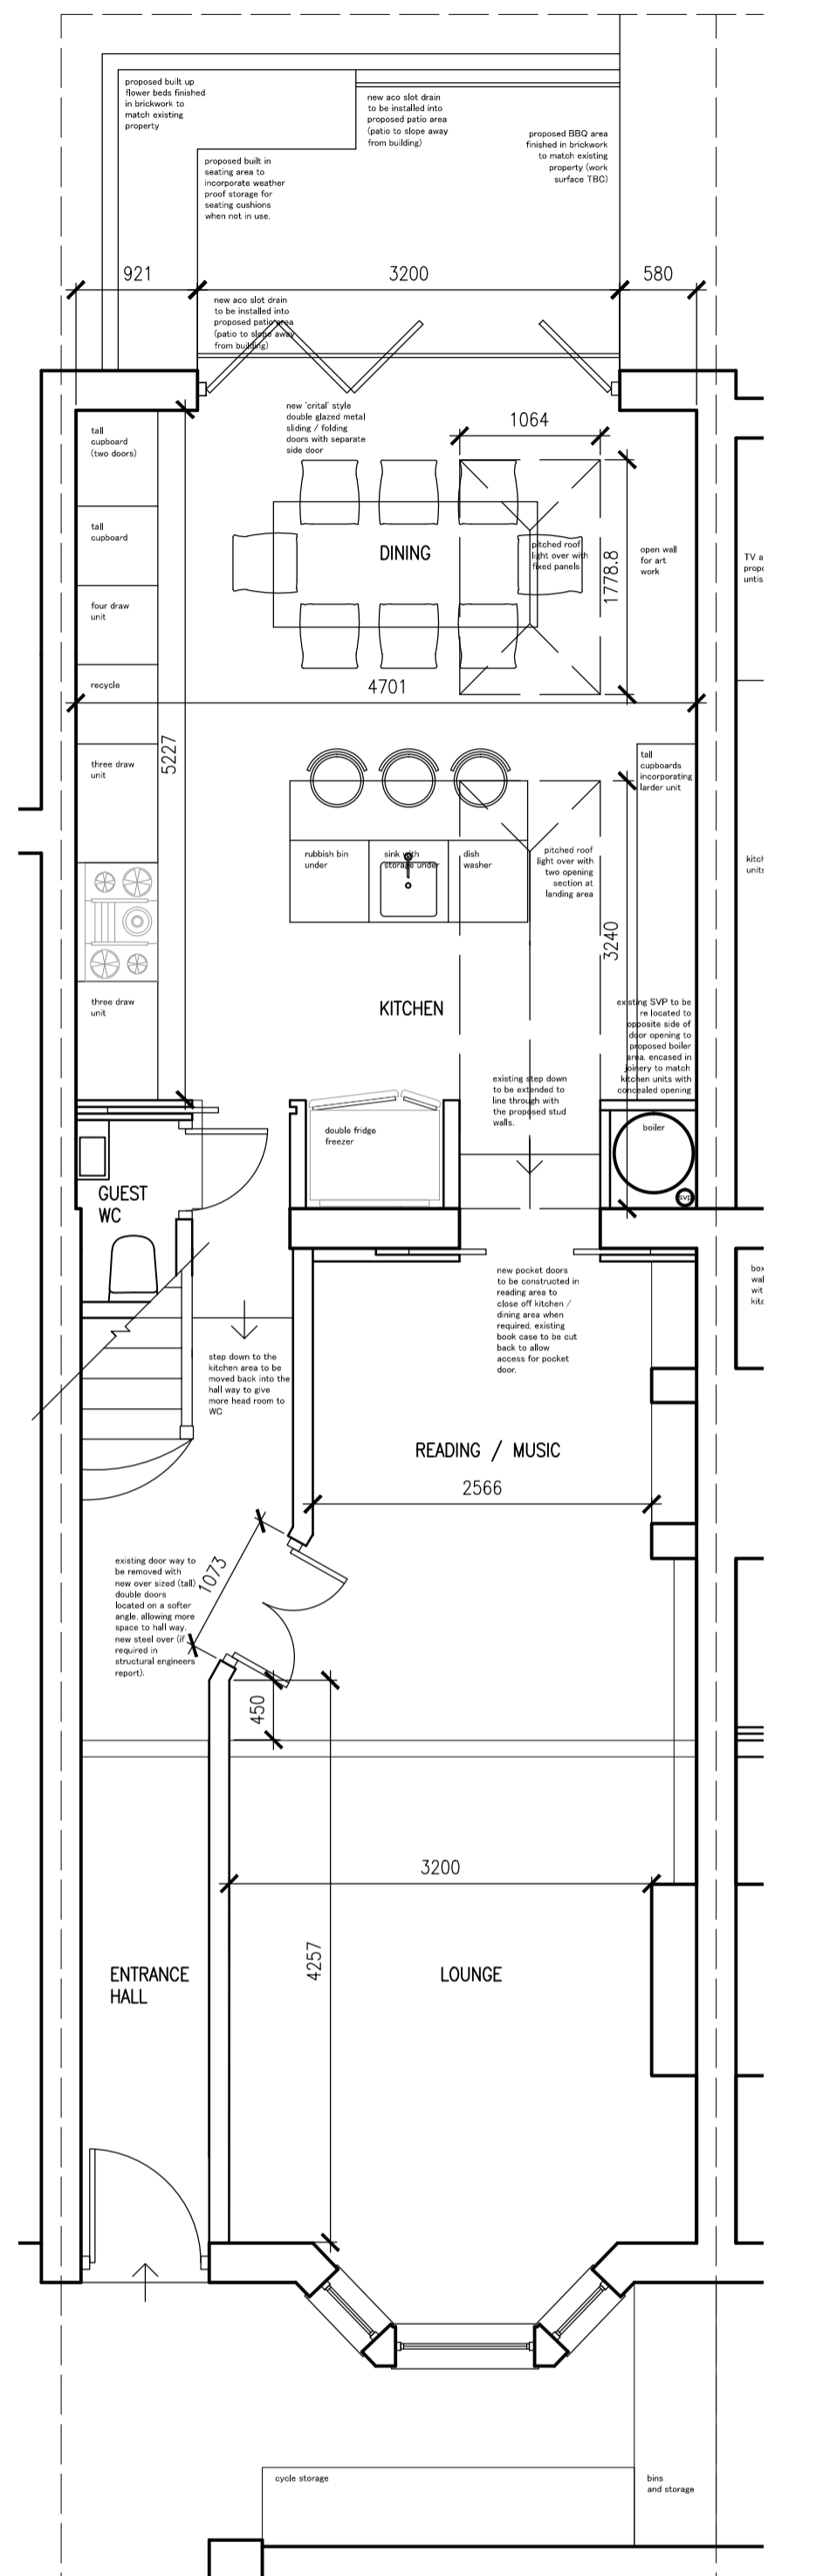 proposed built up
flower beds finished
in brickwork to
match existing
property
new aco slot drain
to be installed into
proposed patio area
(patio to slope away
from building)
proposed BBQ area
finished in brickwork
to match existing
property (work
surface TBC)
proposed built in
seating area to
incorporate weather
proof storage for
seating cushions
when not in use.
921
3200
580
new aco slot drain
to be installed into
proposed patio area
(patio to slope away
from building)
new 'crital' style
double glazed metal
sliding / folding
doors with separate
side door
1064
tall
cupboard
(two doors)
tall
cupboard
four draw
unit
recycle
three draw
unit
DINING
pitched roof
light over with
fixed panels
1778.8
open wall
for art
work
TV a
propo
untis
4701
5227
tall
cupboards
incorporating
larder unit
rubbish bin
under
sink with
storage under
dish
washer
pitched roof
light over with
two opening
section at
landing area
kitch
units
3240
three draw
unit
KITCHEN
existing SVP to be
re located to
opposite side of
door opening to
proposed boiler
area. encased in
joinery to match
kitchen units with
concealed opening
existing step down
to be extended to
line through with
the proposed stud
walls.
double fridge
freezer
boiler
svp
GUEST
WC
new pocket doors
to be constructed in
reading area to
close off kitchen /
dining area when
required. existing
book case to be cut
back to allow
access for pocket
door.
box
wal
wit
kitc
step down to the
kitchen area to be
moved back into the
hall way to give
more head room to
WC
READING / MUSIC
2566
existing door way to
be removed with
new over sized (tall)
double doors
located on a softer
angle. allowing more
space to hall way.
new steel over (if
required in
structural engineers
report).
1073
450
3200
4257
ENTRANCE
HALL
LOUNGE
cycle storage
bins
and storage